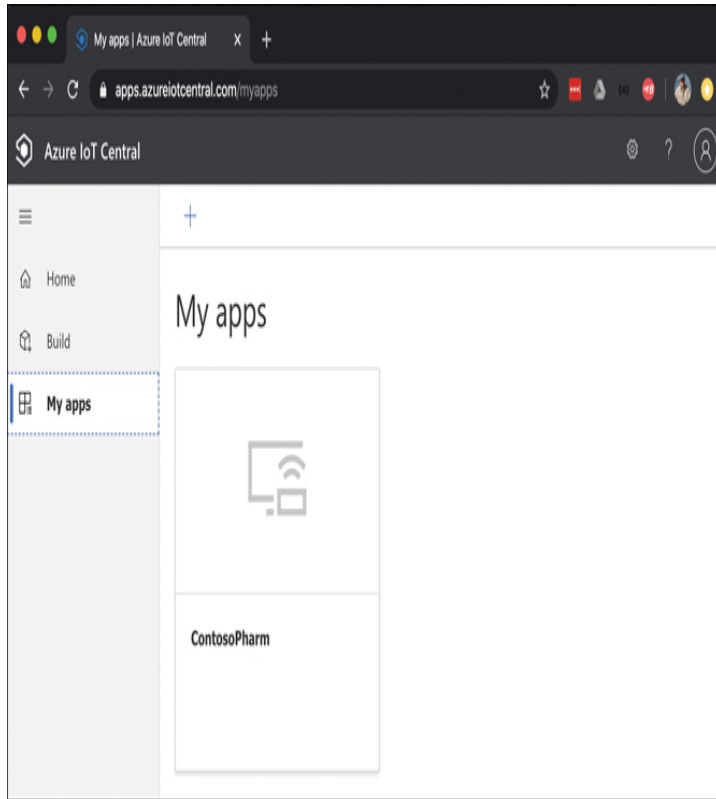 My apps | Azure IoT Central
apps.azureiotcentral.com/myapps
Azure IoT Central
?
Home
Build
My apps
My apps
ContosoPharm